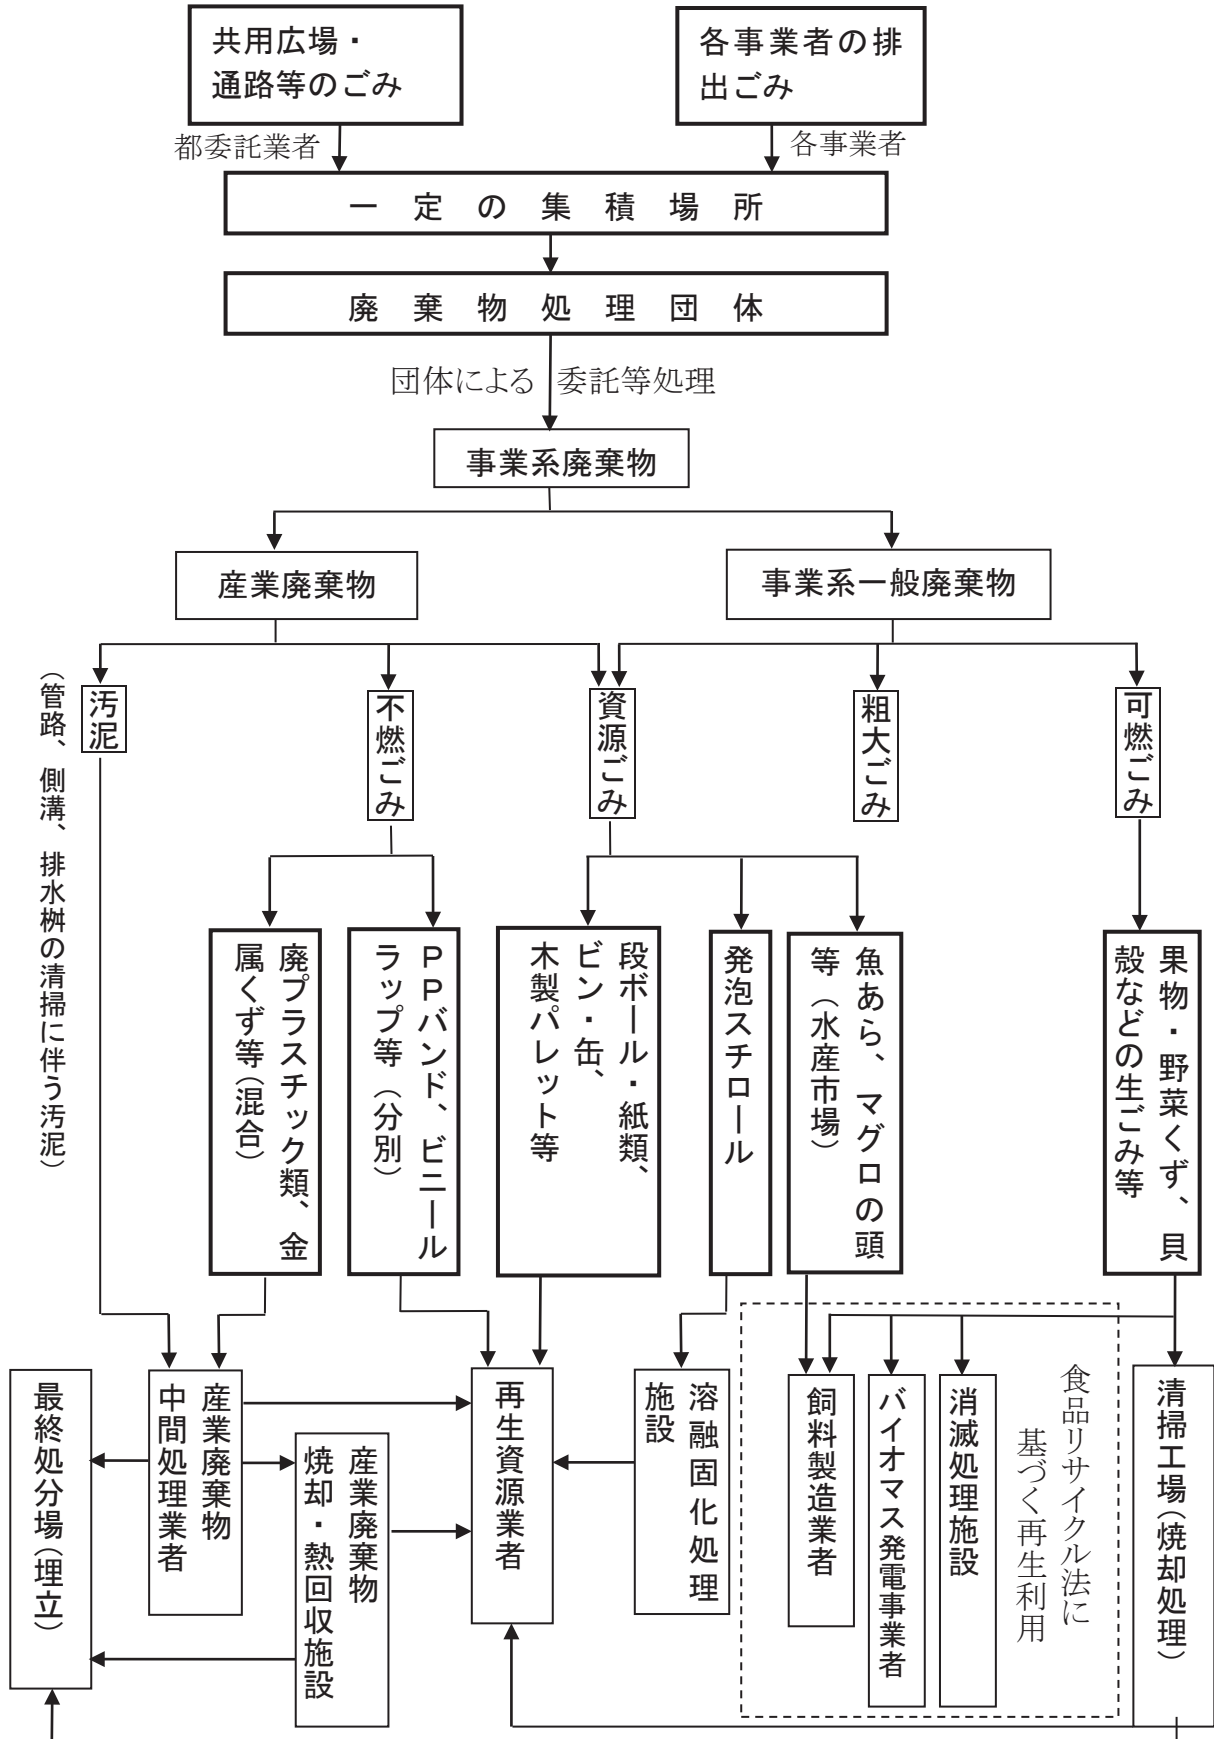 共用広場・
通路等のごみ
各事業者の排
出ごみ
都委託業者
各事業者
一定の集積場所
廃棄物処理団体
団体による 委託等処理
事業系廃棄物
産業廃棄物
事業系一般廃棄物
(管路、側溝、排水桝の清掃に伴う汚泥)
汚泥
不燃ごみ
資源ごみ
粗大ごみ
可燃ごみ
廃プラスチック類、金
属くず等(混合)
PPバンド、ビニール
ラップ等(分別)
段ボール・紙類、
ビン・缶、
木製パレット等
発泡スチロール
魚あら、マグロの頭
等(水産市場)
果物・野菜くず、貝
殻などの生ごみ等
最終処分場(埋立)
産業廃棄物
中間処理業者
産業廃棄物
焼却・熱回収施設
再生資源業者
溶融固化処理
施設
飼料製造業者
バイオマス発電事業者
消滅処理施設
食品リサイクル法に
基づく再生利用
清掃工場(焼却処理)